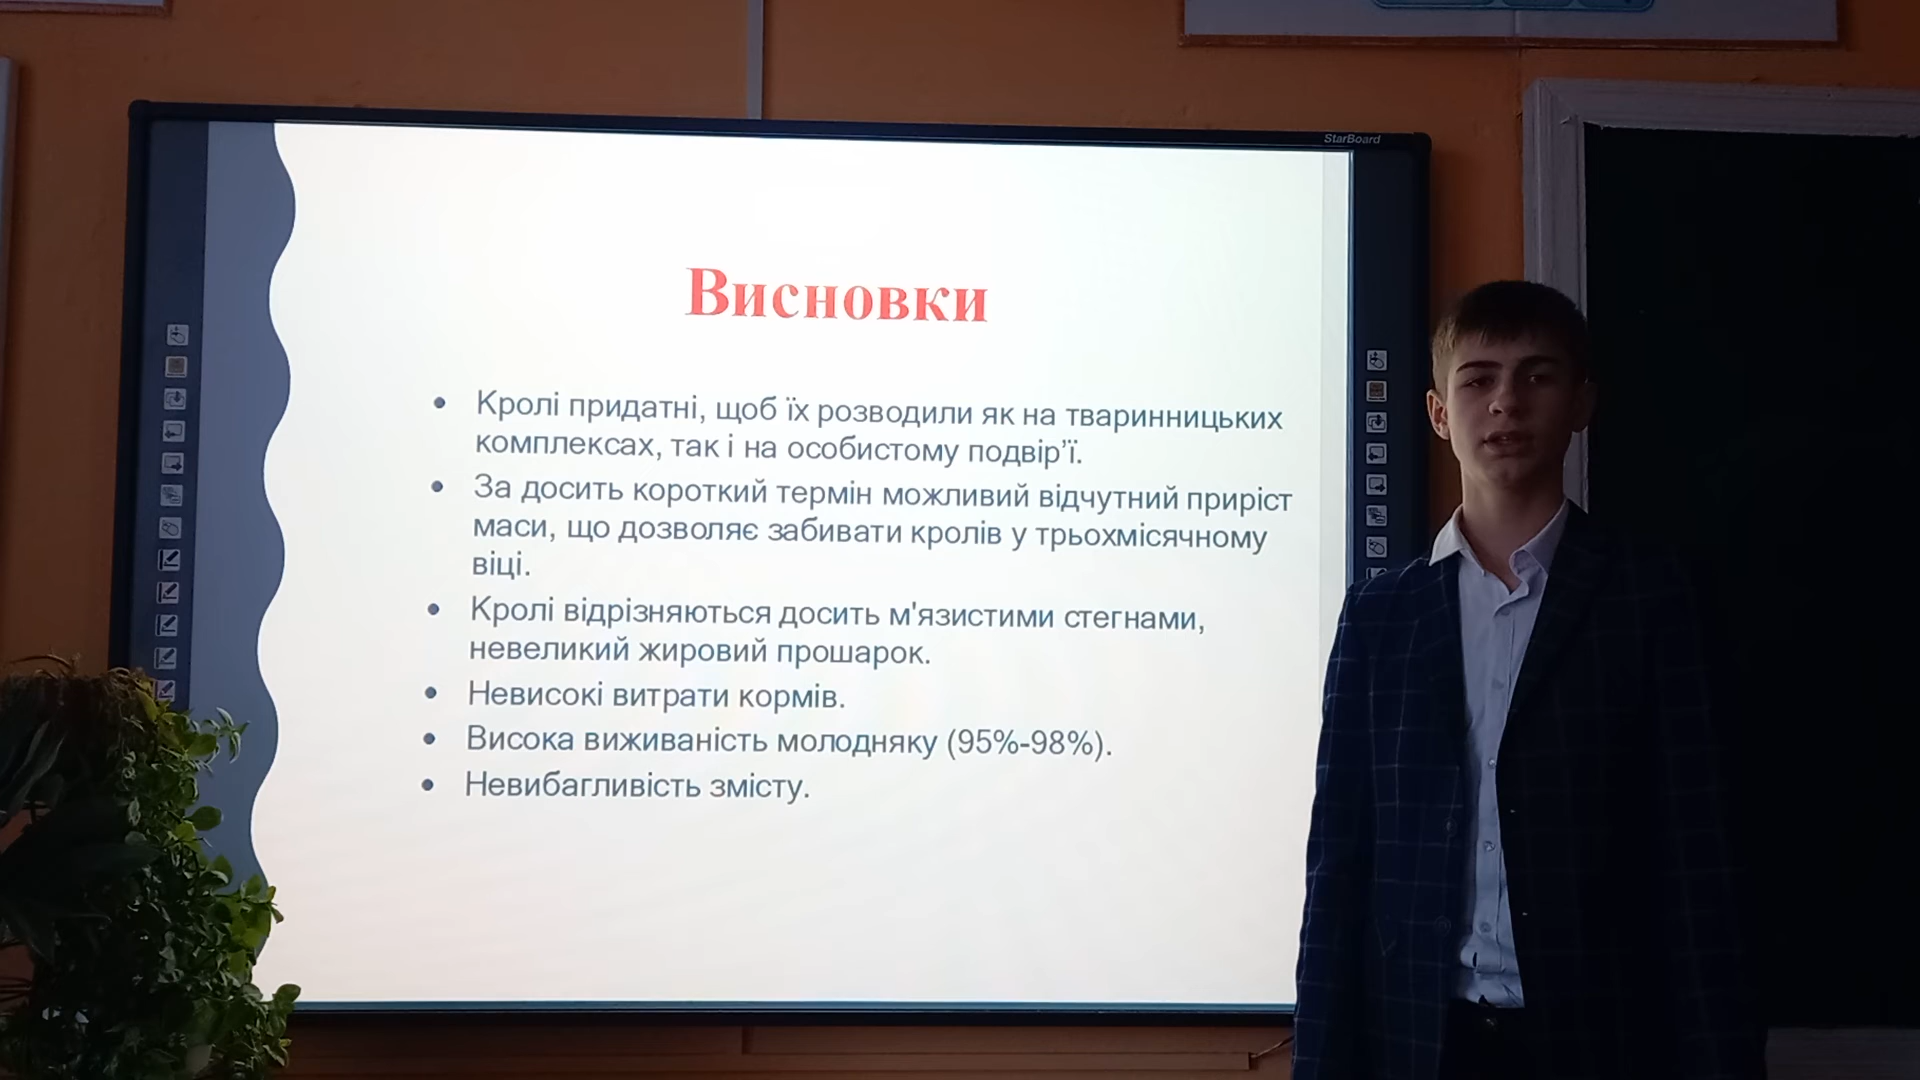 StarBoard
Висновки
• Кролі придатні, щоб їх розводили як на тваринницьких
комплексах, так і на особистому подвір’ї.
• За досить короткий термін можливий відчутний приріст
маси, що дозволяє забивати кролів у трьохмісячному
віці.
• Кролі відрізняються досить м'язистими стегнами,
невеликий жировий прошарок.
• Невисокі витрати кормів.
• Висока виживаність молодняку (95%-98%).
• Невибагливість змісту.